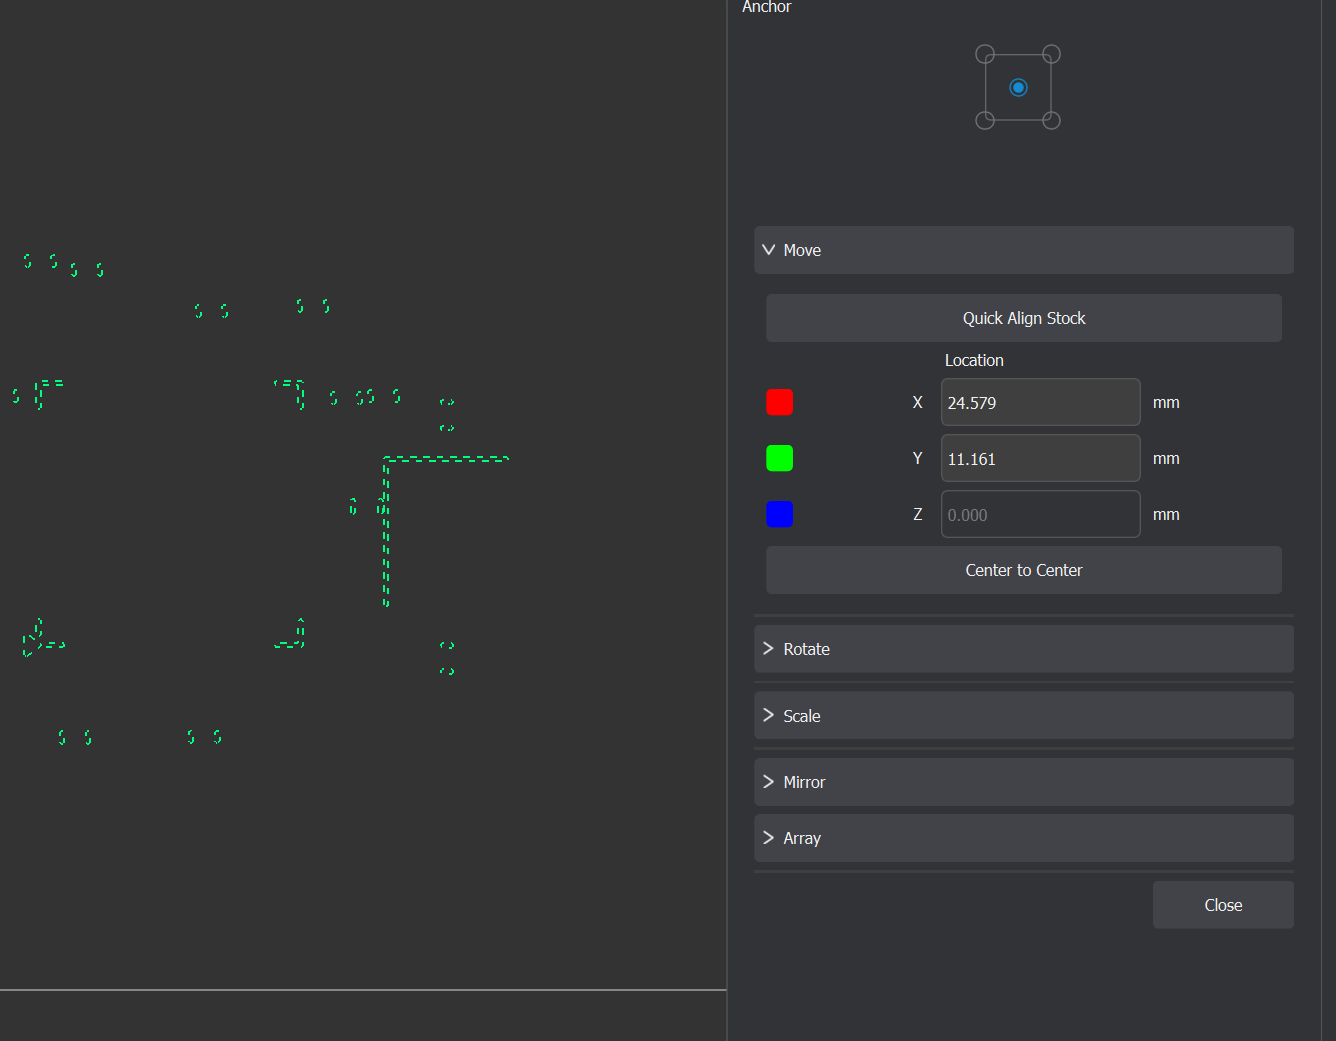 Anchor
Move
Quick Align Stock
Location
X 24.579 mm
Y 11.161 mm
Z 0.000 mm
Center to Center
Rotate
Scale
Mirror
Array
Close